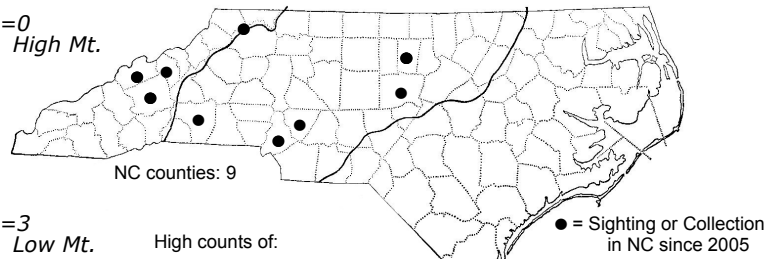 =0
High Mt.
NC counties: 9
=3
Low Mt.
High counts of:
● = Sighting or Collection
in NC since 2005